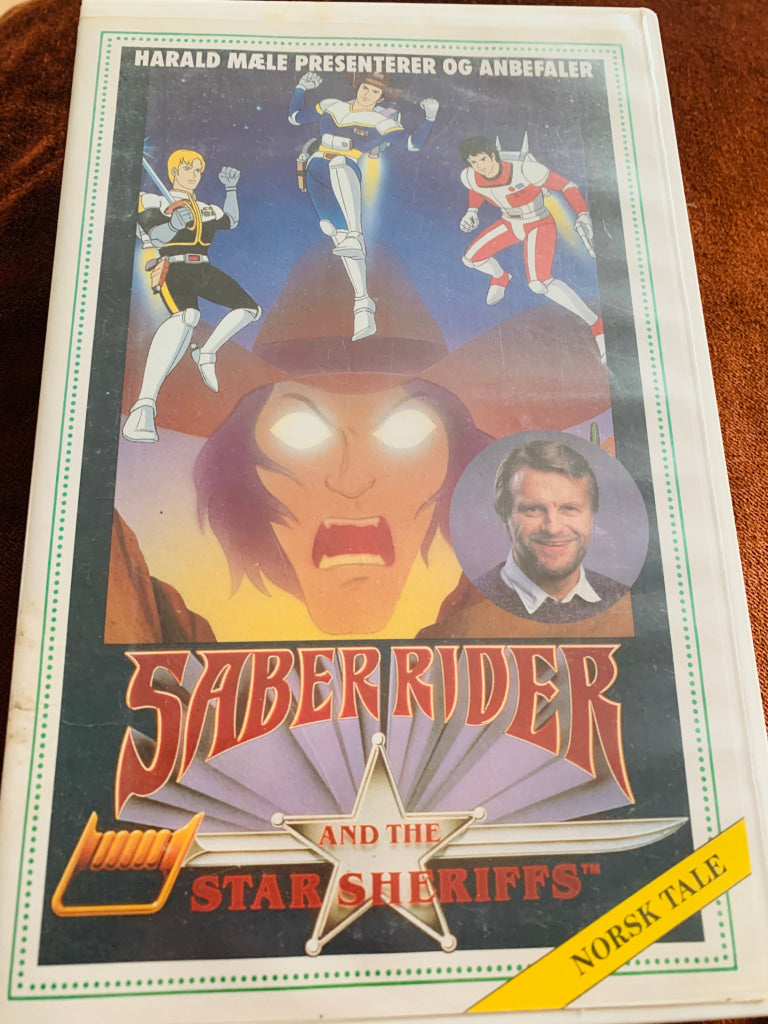 HARALD MÆLE PRESENTERER OG ANBEFALER
SABER RIDER
AND THE
STAR SHERIFFS™
NORSK TALE